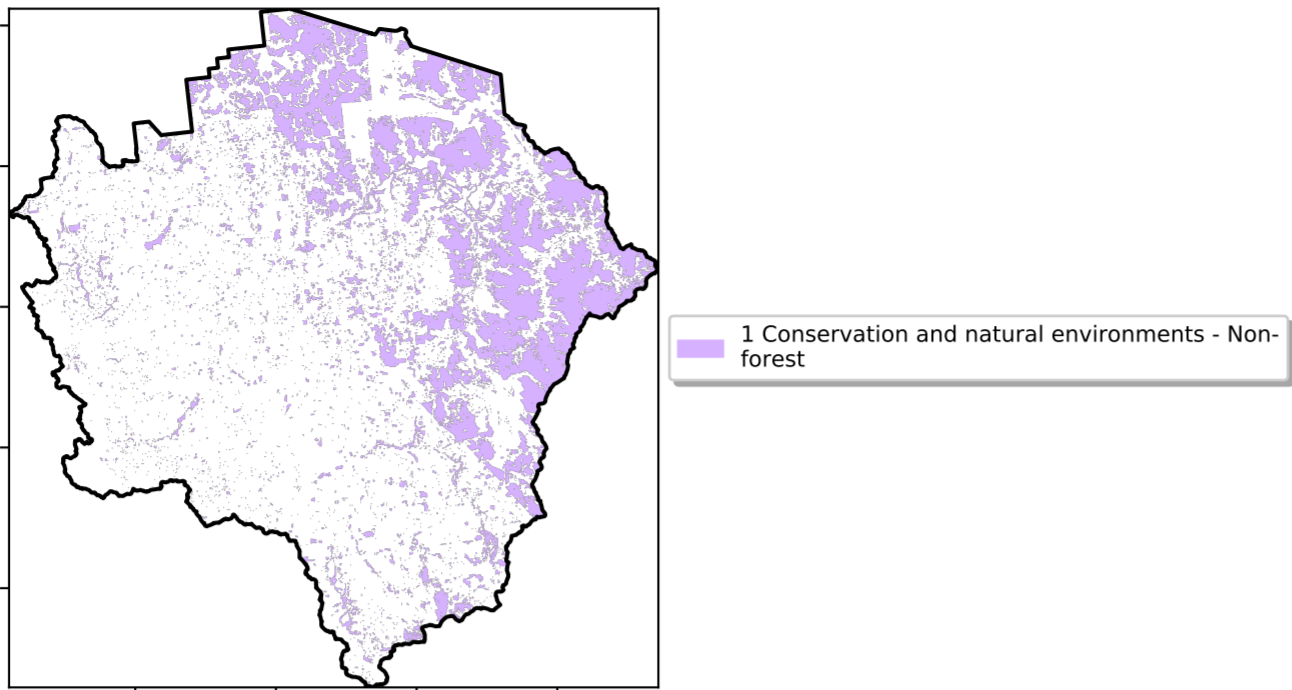 1 Conservation and natural environments - Non-
forest